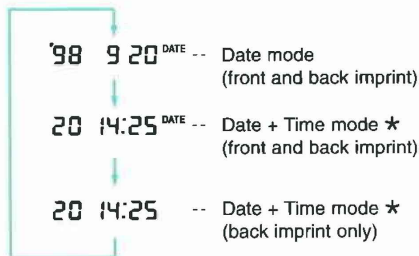 '98 9 20 DATE -- Date mode
(front and back imprint)
20 14:25 DATE -- Date + Time mode ★
(front and back imprint)
20 14:25 -- Date + Time mode ★
(back imprint only)